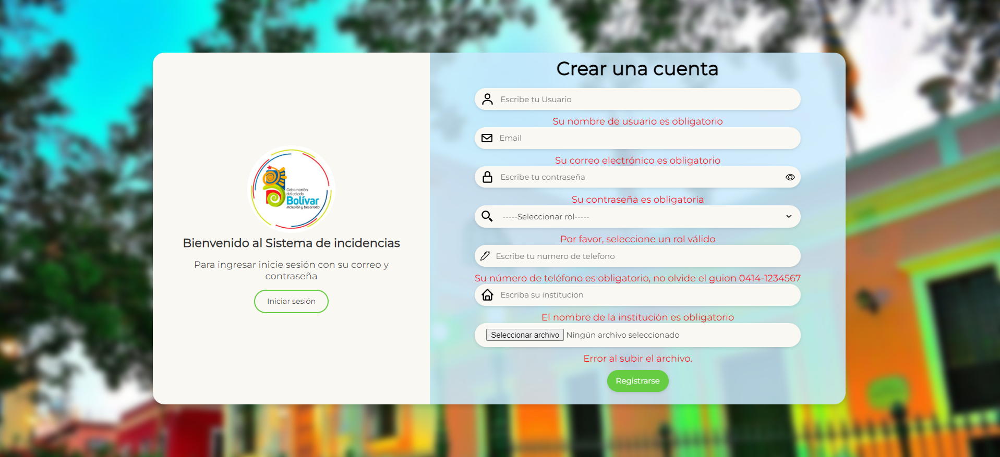 Gobernación
del estado
Bolívar
Inclusión y Desarrollo
Bienvenido al Sistema de incidencias
Para ingresar inicie sesión con su correo y
contraseña
Iniciar sesión
Crear una cuenta
Escribe tu Usuario
Su nombre de usuario es obligatorio
Email
Su correo electrónico es obligatorio
Escribe tu contraseña
Su contraseña es obligatoria
-----Seleccionar rol-----
Por favor, seleccione un rol válido
Escribe tu numero de telefono
Su número de teléfono es obligatorio, no olvide el guion 0414-1234567
Escriba su institucion
El nombre de la institución es obligatorio
Seleccionar archivo Ningún archivo seleccionado
Error al subir el archivo.
Registrarse